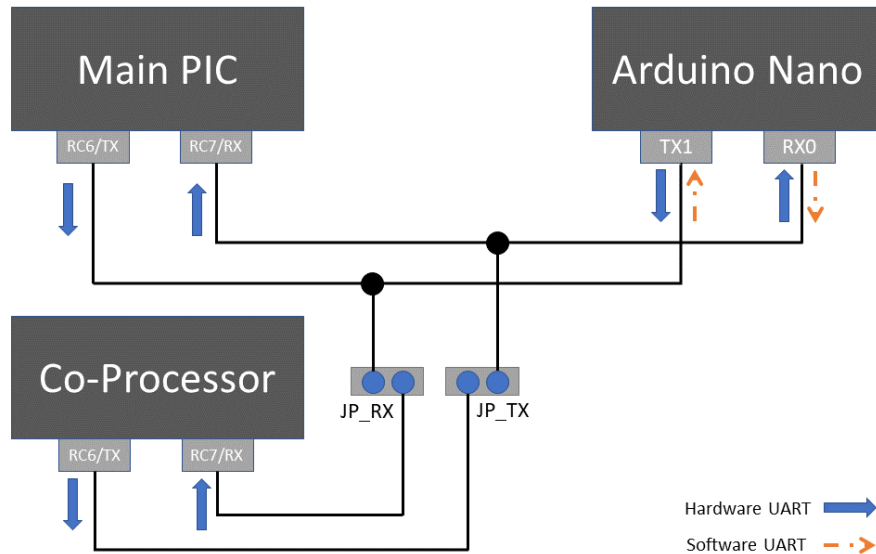 Main PIC
Arduino Nano
RC6/TX
RC7/RX
TX1
RX0
Co-Processor
JP_RX
JP_TX
RC6/TX
RC7/RX
Hardware UART
Software UART